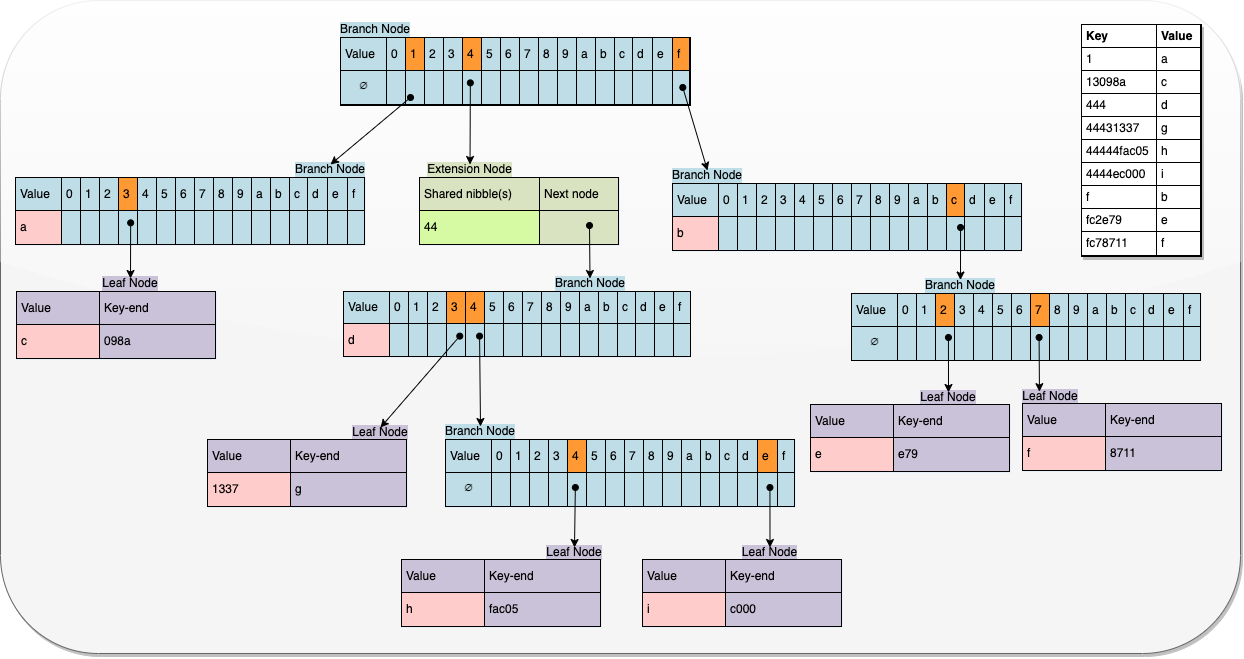 Branch Node
Value 0 1 2 3 4 5 6 7 8 9 a b c d e f
∅
Key Value
1 a
13098a c
444 d
44431337 g
44444fac05 h
4444ec000 i
f b
fc2e79 e
fc78711 f
Branch Node
Value 0 1 2 3 4 5 6 7 8 9 a b c d e f
a
Extension Node
Shared nibble(s) Next node
44
Branch Node
Value 0 1 2 3 4 5 6 7 8 9 a b c d e f
b
Leaf Node
Value Key-end
c 098a
Branch Node
Value 0 1 2 3 4 5 6 7 8 9 a b c d e f
d
Branch Node
Value 0 1 2 3 4 5 6 7 8 9 a b c d e f
∅
Leaf Node
Value Key-end
1337 g
Branch Node
Value 0 1 2 3 4 5 6 7 8 9 a b c d e f
∅
Leaf Node
Value Key-end
e e79
Leaf Node
Value Key-end
f 8711
Leaf Node
Value Key-end
h fac05
Leaf Node
Value Key-end
i c000